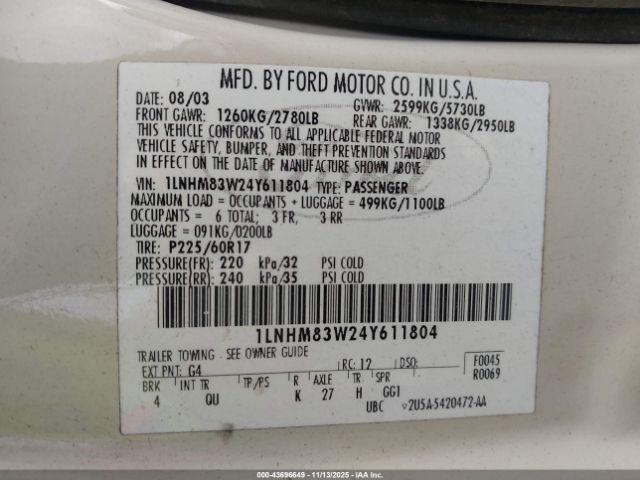 MFD. BY FORD MOTOR CO. IN U.S.A.
DATE: 08/03 GVWR: 2599KG/5730LB
FRONT GAWR: 1260KG/2780LB REAR GAWR: 1338KG/2950LB
THIS VEHICLE CONFORMS TO ALL APPLICABLE FEDERAL MOTOR
VEHICLE SAFETY, BUMPER, AND THEFT PREVENTION STANDARDS
IN EFFECT ON THE DATE OF MANUFACTURE SHOWN ABOVE.
VIN: 1LNHM83W24Y611804 TYPE: PASSENGER
MAXIMUM LOAD = OCCUPANTS + LUGGAGE = 499KG/1100LB
OCCUPANTS = 6 TOTAL; 3 FR, 3 RR
LUGGAGE = 091KG/0200LB
TIRE: P225/60R17
PRESSURE(FR) 220 kPa/32 PSI COLD
PRESSURE(RR) 240 kPa/35 PSI COLD
1LNHM83W24Y611804
TRAILER TOWING - SEE OWNER GUIDE
EXT PNT: G4 RC: 12 DSO: F0045
BRK INT TR TP/PS R AXLE TR SPR R0069
4 QU K 27 H GG1
UBC 2U5A-5420472-AA
000-43696649 - 11/13/2025 - IAAI.COM